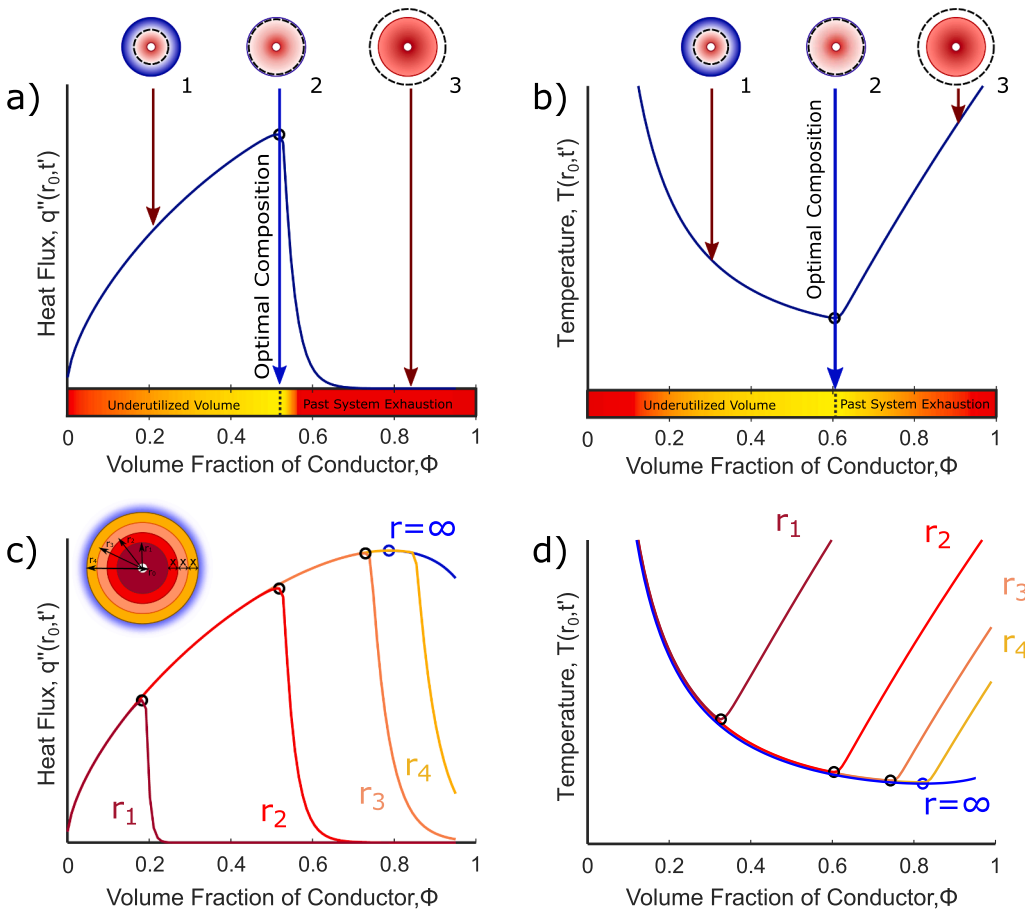 a)
1
2
3
Heat Flux, q"(r0,t')
Optimal Composition
Underutilized Volume
Past System Exhaustion
0 0.2 0.4 0.6 0.8 1
Volume Fraction of Conductor,Φ
b)
1
2
3
Temperature, T(r0,t')
Optimal Composition
Underutilized Volume
Past System Exhaustion
0 0.2 0.4 0.6 0.8 1
Volume Fraction of Conductor,Φ
c)
r4
r3
r2
r1
X X X
r=∞
Heat Flux, q"(r0,t')
r1
r2
r3
r4
0 0.2 0.4 0.6 0.8 1
Volume Fraction of Conductor,Φ
d)
r1
r2
r3
r4
r=∞
Temperature, T(r0,t')
0 0.2 0.4 0.6 0.8 1
Volume Fraction of Conductor,Φ